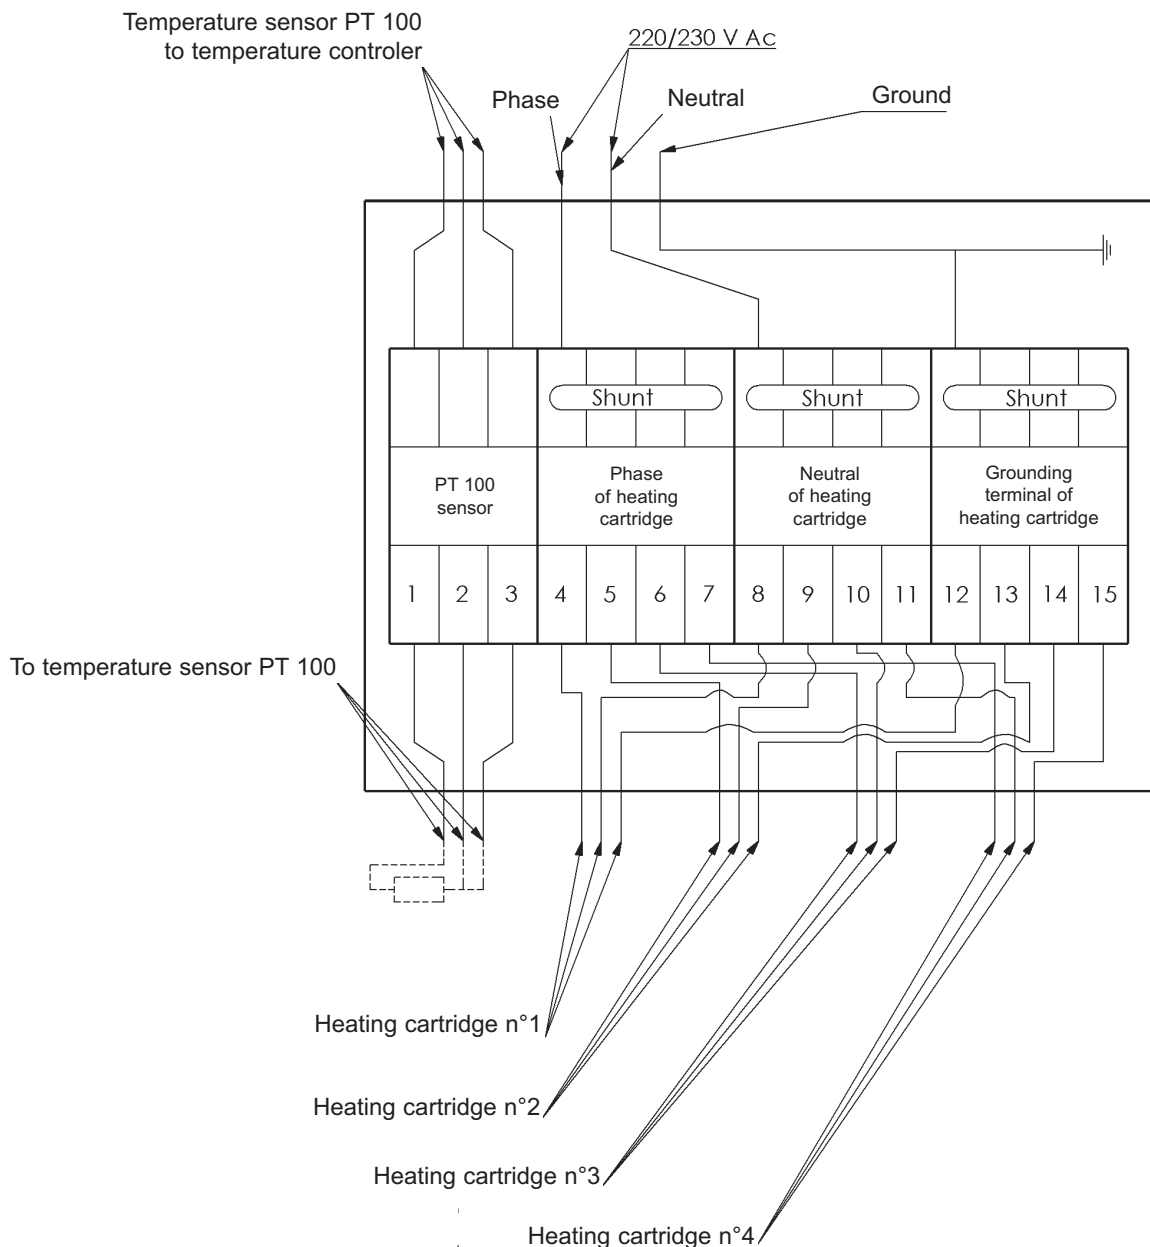 Temperature sensor PT 100
to temperature controler
220/230 V Ac
Phase
Neutral
Ground
Shunt
Shunt
Shunt
PT 100
sensor
Phase
of heating
cartridge
Neutral
of heating
cartridge
Grounding
terminal of
heating cartridge
1 2 3 4 5 6 7 8 9 10 11 12 13 14 15
To temperature sensor PT 100
Heating cartridge n°1
Heating cartridge n°2
Heating cartridge n°3
Heating cartridge n°4